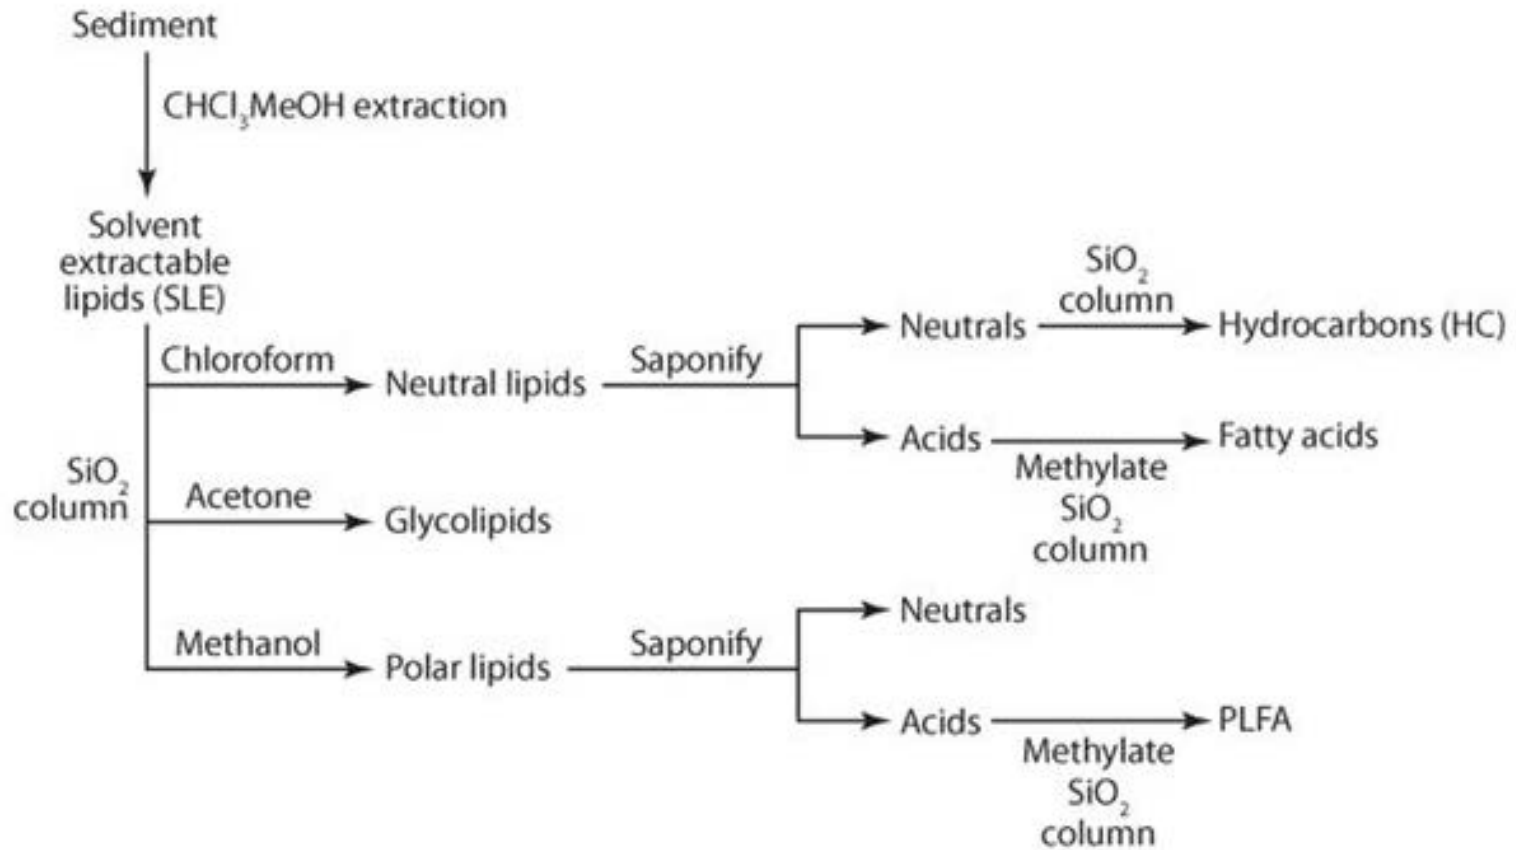 Sediment
CHCl₃MeOH extraction
Solvent
extractable
lipids (SLE)
SiO₂
column
Chloroform
Neutral lipids
Saponify
Neutrals
SiO₂
column
Hydrocarbons (HC)
Acids
Methylate
SiO₂
column
Fatty acids
Acetone
Glycolipids
Methanol
Polar lipids
Saponify
Neutrals
Acids
Methylate
SiO₂
column
PLFA